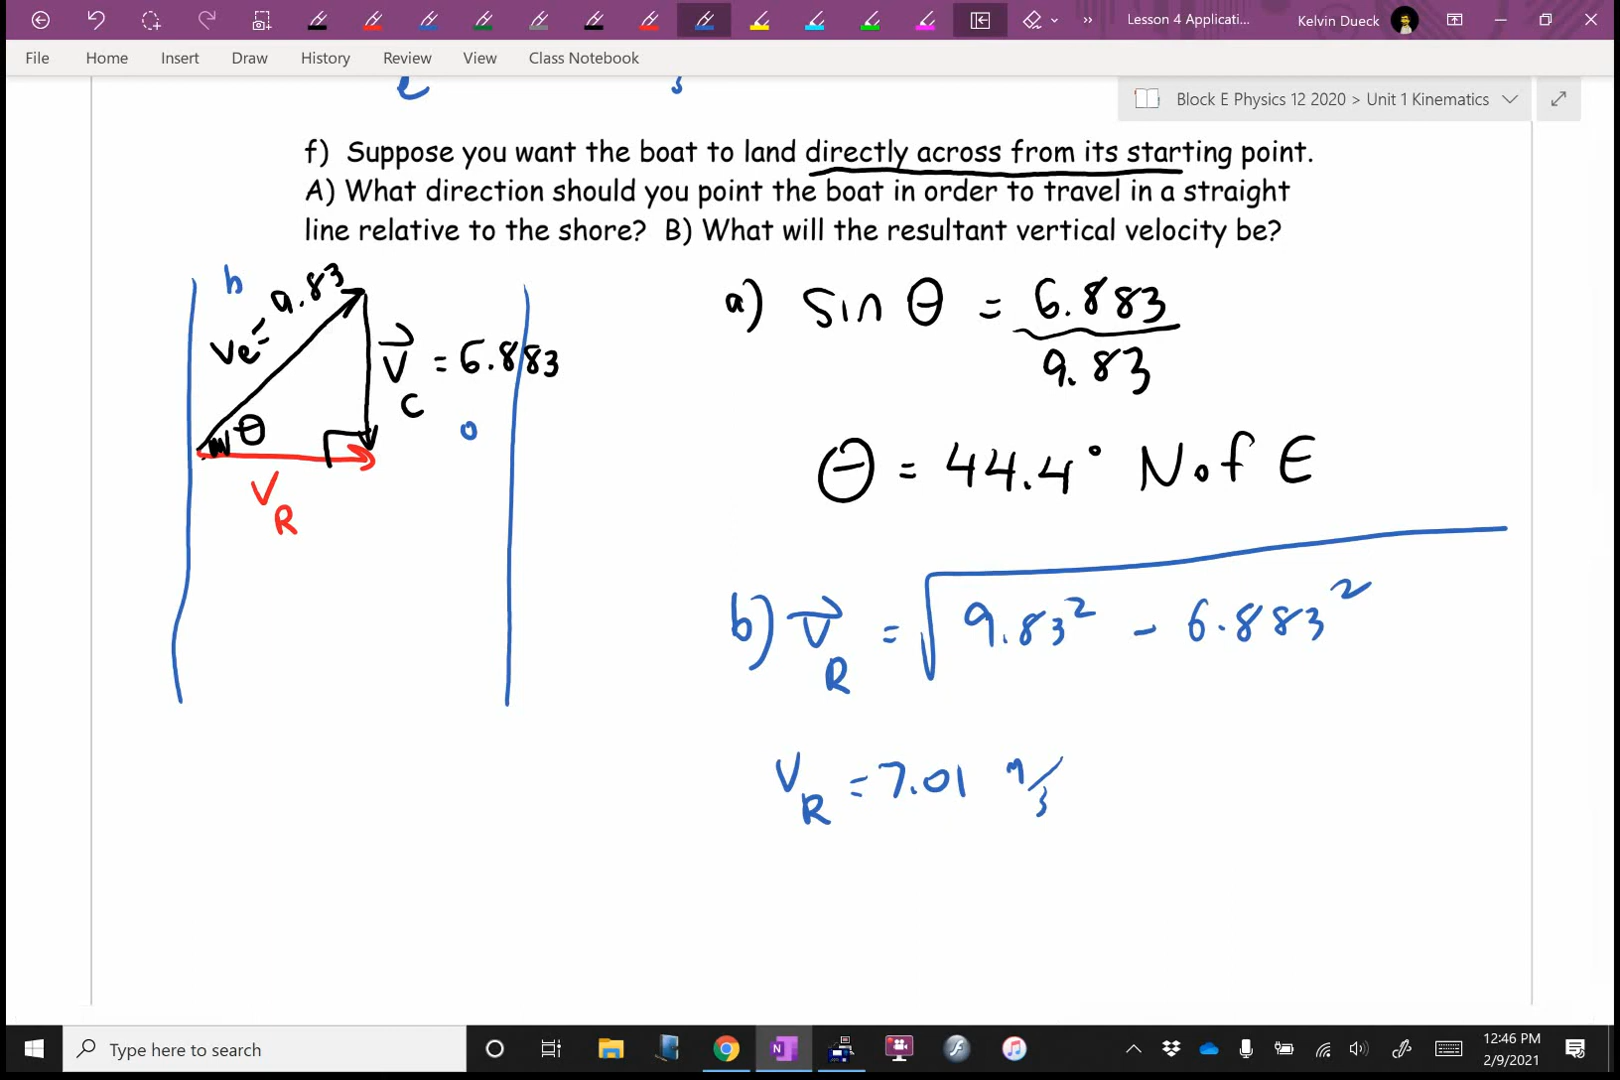 Lesson 4 Applicati...
Kelvin Dueck
File Home Insert Draw History Review View Class Notebook
Block E Physics 12 2020 > Unit 1 Kinematics
f) Suppose you want the boat to land directly across from its starting point.
A) What direction should you point the boat in order to travel in a straight
line relative to the shore? B) What will the resultant vertical velocity be?
h
Ve = 9.83
V⃗c = 6.883
o
θ
VR
a) sin θ = 6.883 / 9.83
θ = 44.4° N of E
b) V⃗R = √(9.83² - 6.883²)
VR = 7.01 m/s
Type here to search
12:46 PM
2/9/2021